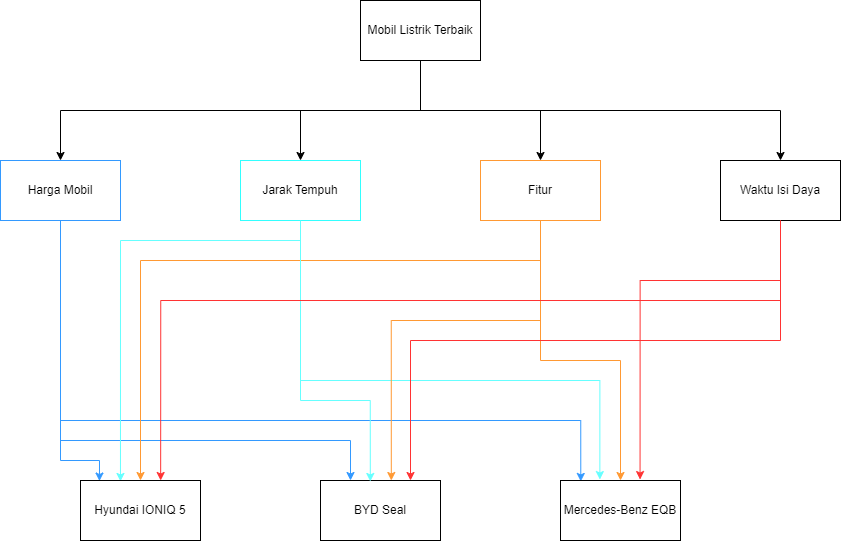 Mobil Listrik Terbaik
Harga Mobil
Jarak Tempuh
Fitur
Waktu Isi Daya
Hyundai IONIQ 5
BYD Seal
Mercedes-Benz EQB